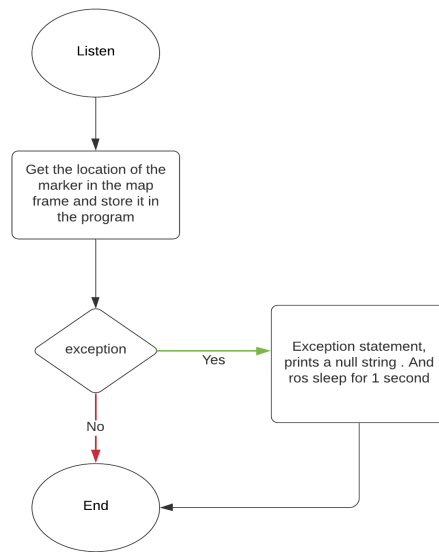 Listen
Get the location of the
marker in the map
frame and store it in
the program
exception
Yes
Exception statement,
prints a null string . And
ros sleep for 1 second
No
End